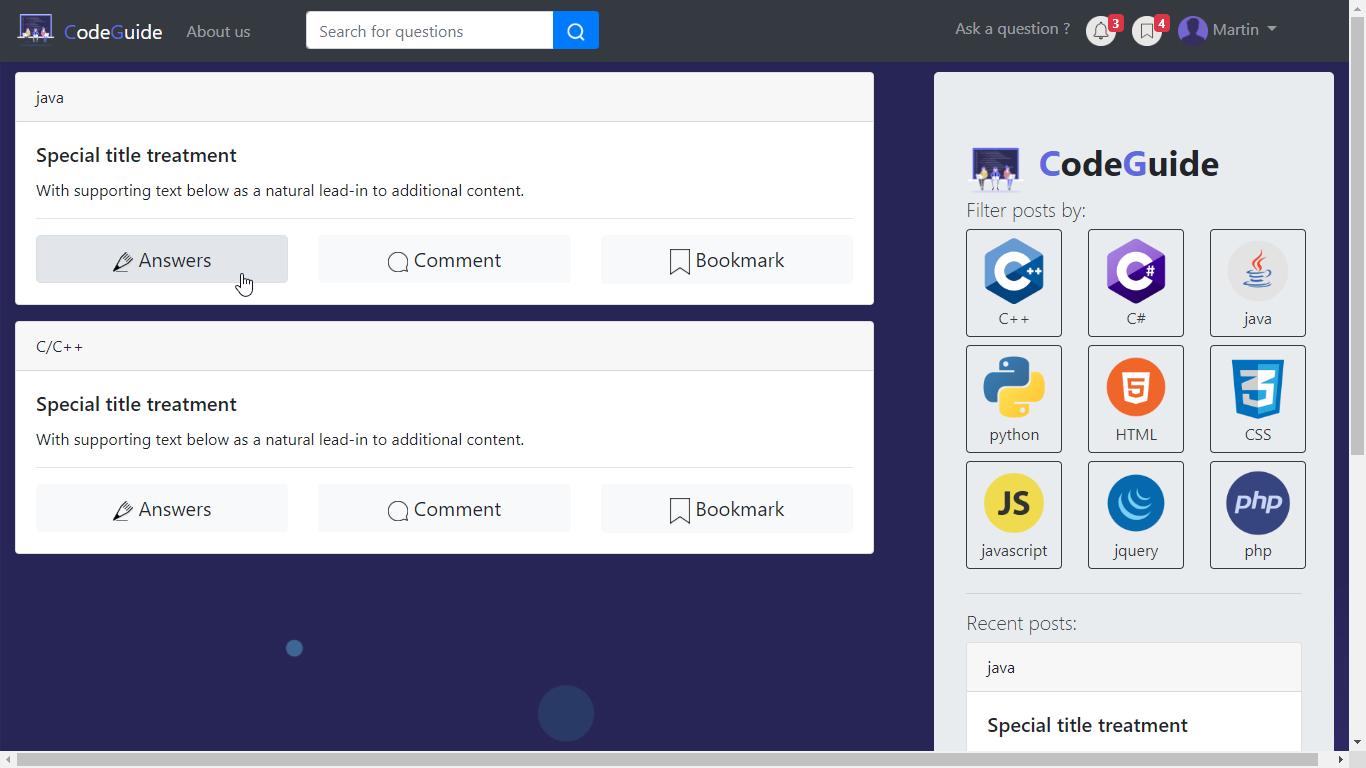 CodeGuide
About us
Search for questions
Ask a question ?
3
4
Martin
java
Special title treatment
With supporting text below as a natural lead-in to additional content.
Answers
Comment
Bookmark
C/C++
Special title treatment
With supporting text below as a natural lead-in to additional content.
Answers
Comment
Bookmark
CodeGuide
Filter posts by:
C++
C++
C#
C#
java
python
5
HTML
3
CSS
JS
javascript
jquery
php
php
Recent posts:
java
Special title treatment